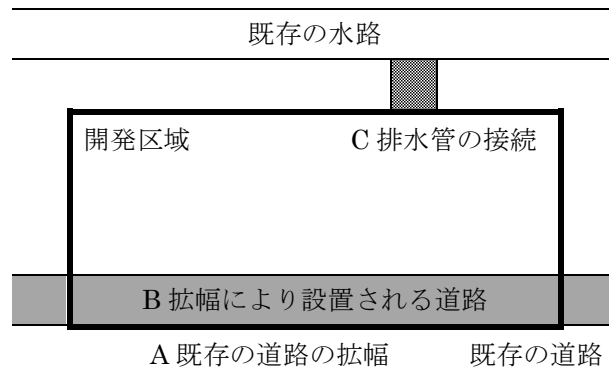 既存の水路
開発区域
C 排水管の接続
B 拡幅により設置される道路
A 既存の道路の拡幅
既存の道路